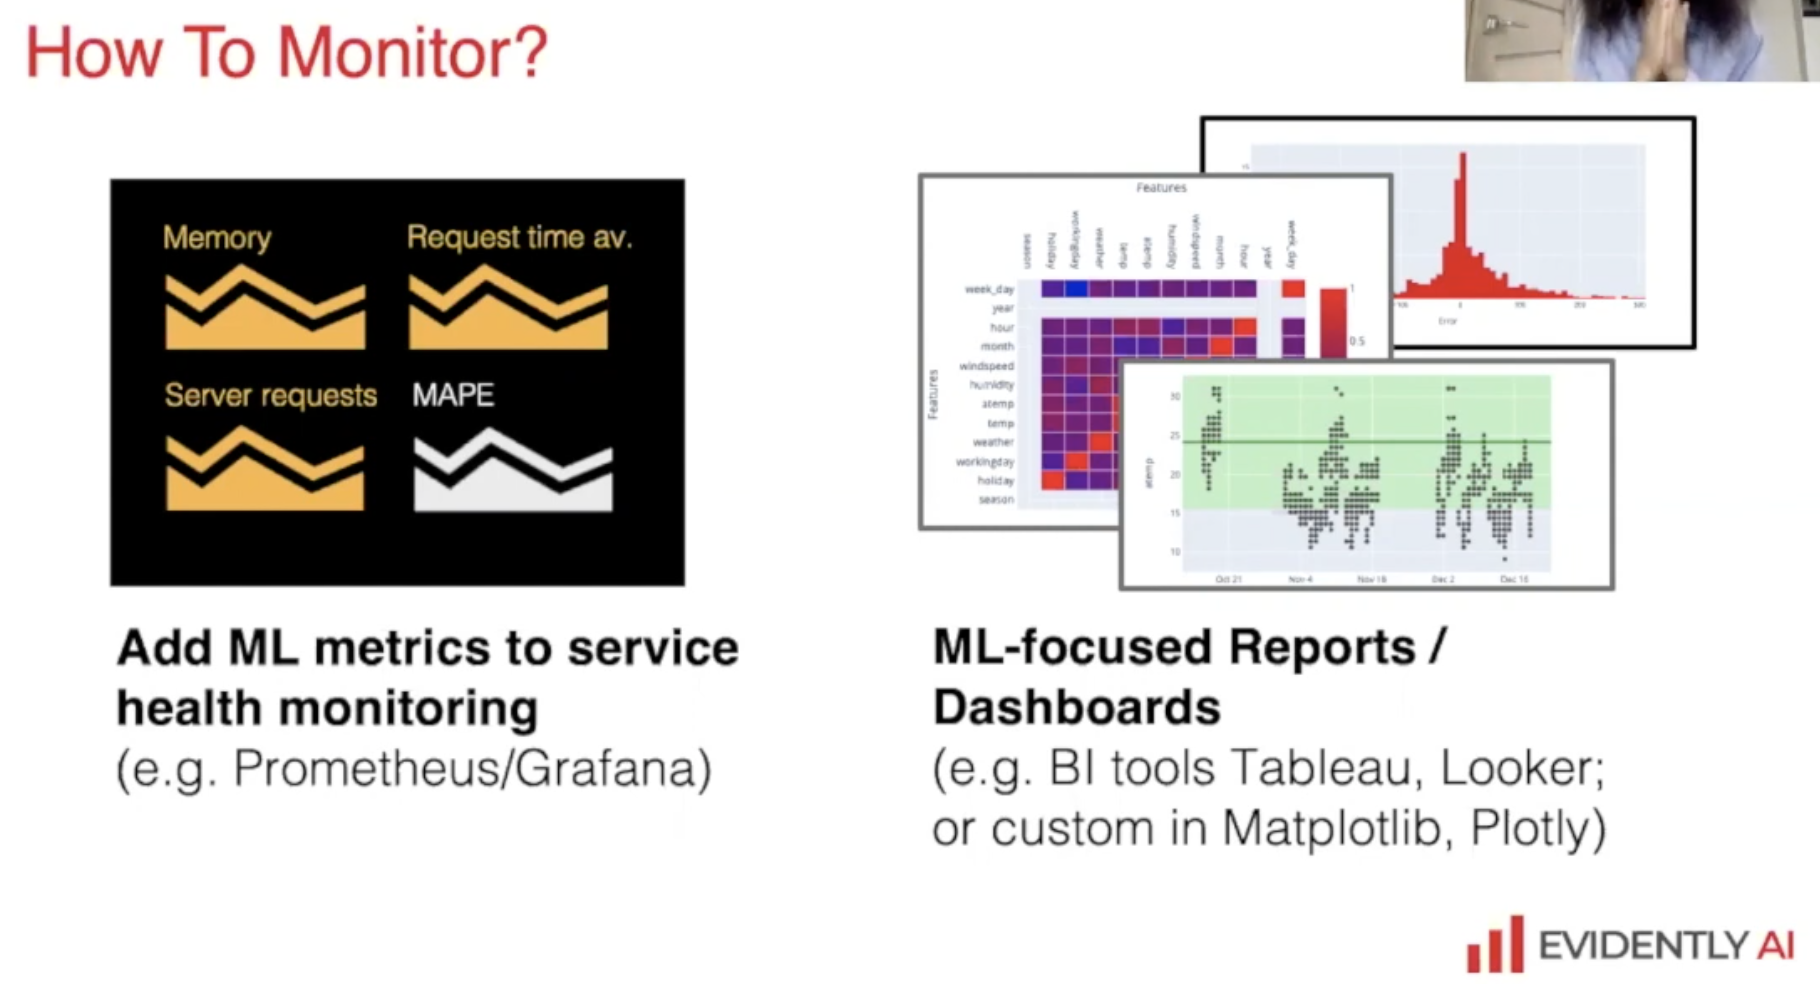 How To Monitor?
Memory
Request time av.
Server requests
MAPE
Add ML metrics to service
health monitoring
(e.g. Prometheus/Grafana)
Features
season
holiday
workingday
weather
temp
atemp
humidity
windspeed
month
hour
year
week_day
Features
week_day
year
hour
month
windspeed
humidity
atemp
temp
weather
workingday
holiday
season
1
0.5
Error
0
atemp
30
25
20
15
10
Oct 21
Nov 4
Nov 18
Dec 2
Dec 16
ML-focused Reports /
Dashboards
(e.g. BI tools Tableau, Looker;
or custom in Matplotlib, Plotly)
EVIDENTLY AI